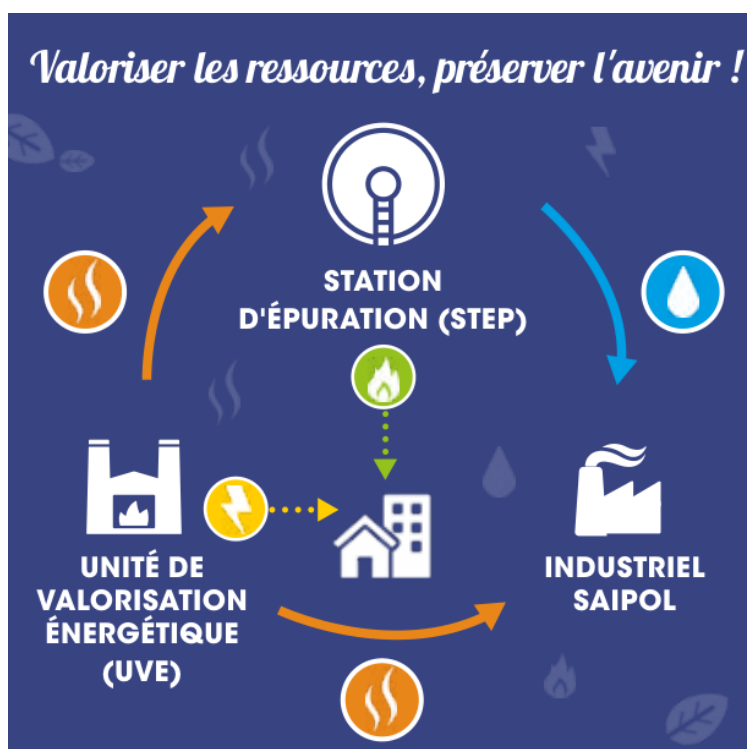 Valoriser les ressources, préserver l'avenir !
STATION
D'ÉPURATION (STEP)
UNITÉ DE
VALORISATION
ÉNERGÉTIQUE
(UVE)
INDUSTRIEL
SAIPOL